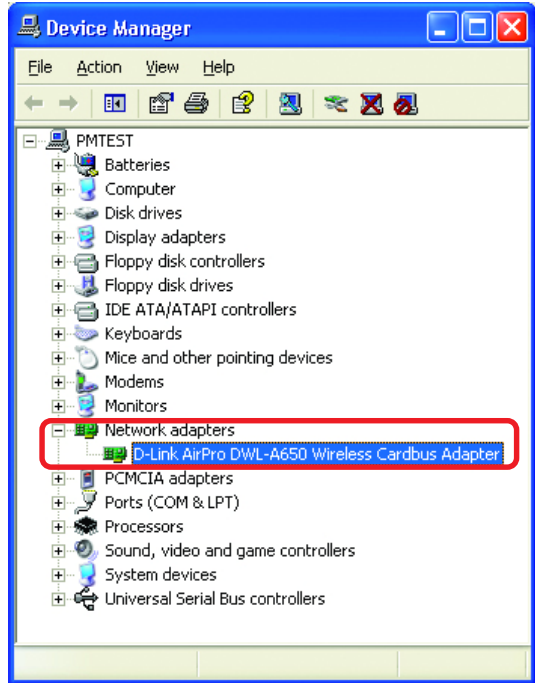 Device Manager
File Action View Help
PMTEST
Batteries
Computer
Disk drives
Display adapters
Floppy disk controllers
Floppy disk drives
IDE ATA/ATAPI controllers
Keyboards
Mice and other pointing devices
Modems
Monitors
Network adapters
D-Link AirPro DWL-A650 Wireless Cardbus Adapter
PCMCIA adapters
Ports (COM & LPT)
Processors
Sound, video and game controllers
System devices
Universal Serial Bus controllers